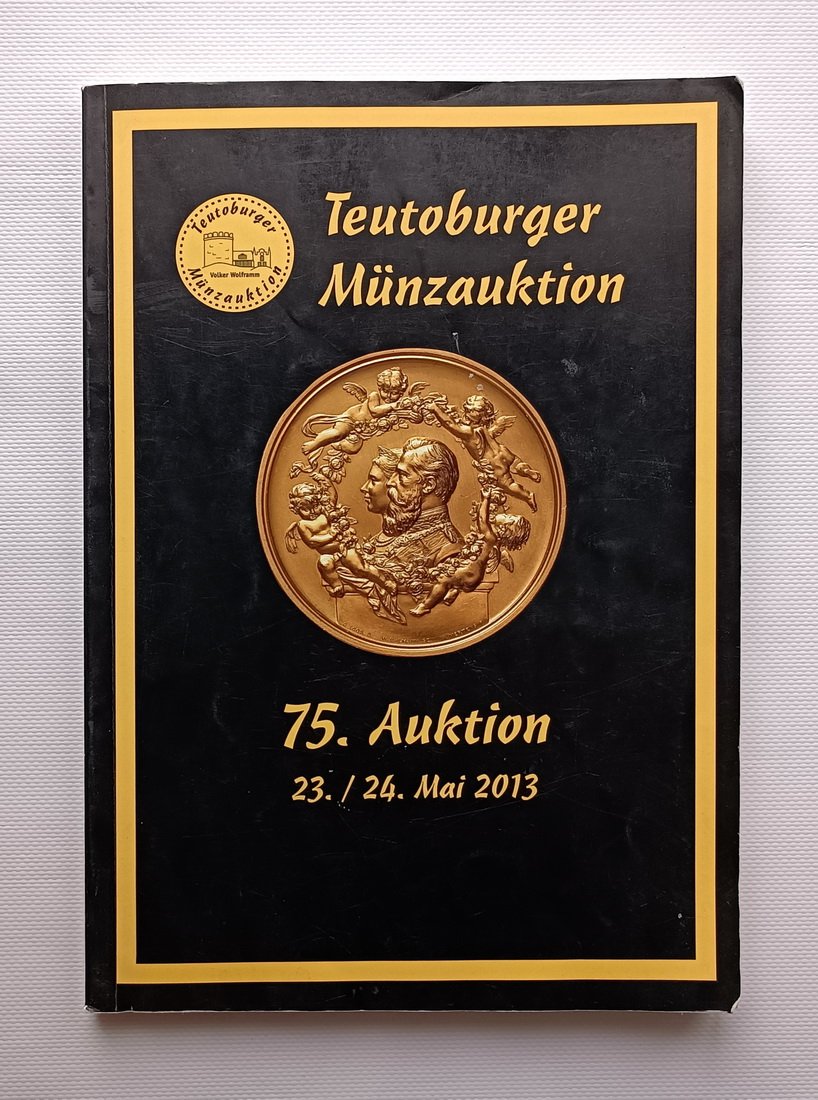 Teutoburger
Volker Wolframm
Münzauktion
Teutoburger
Münzauktion
75. Auktion
23. / 24. Mai 2013